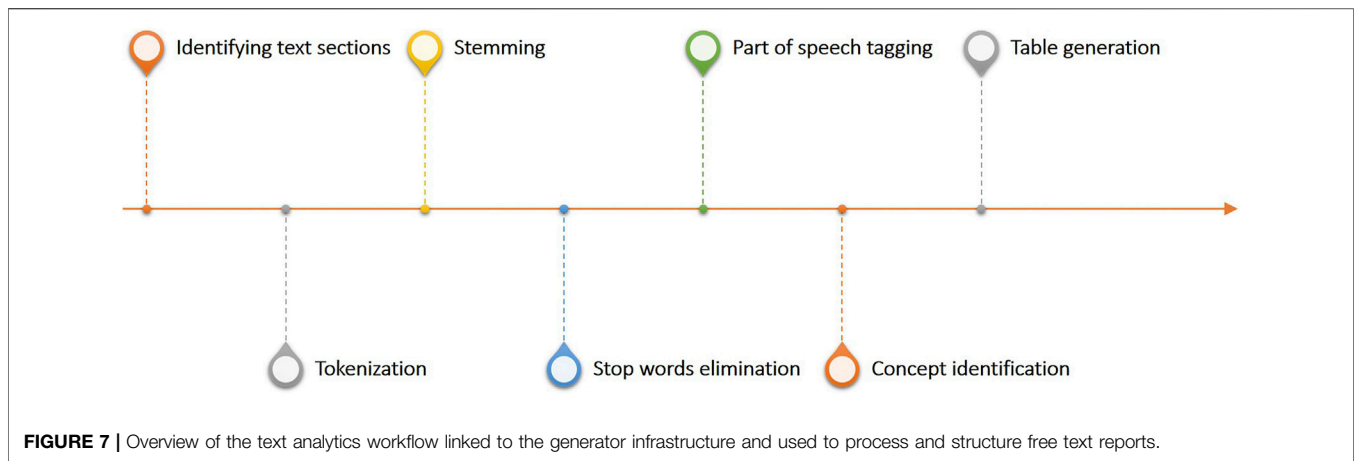 Identifying text sections
Stemming
Part of speech tagging
Table generation
Tokenization
Stop words elimination
Concept identification
FIGURE 7 | Overview of the text analytics workflow linked to the generator infrastructure and used to process and structure free text reports.